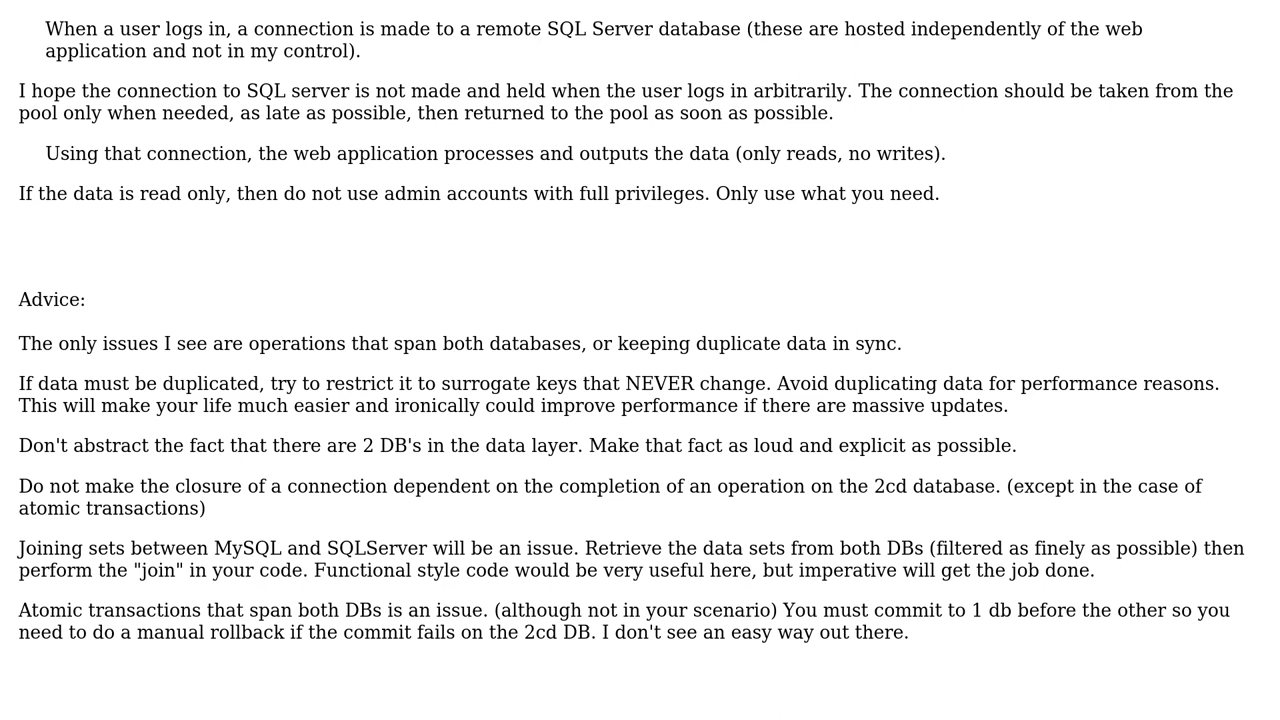 When a user logs in, a connection is made to a remote SQL Server database (these are hosted independently of the web
application and not in my control).
I hope the connection to SQL server is not made and held when the user logs in arbitrarily. The connection should be taken from the
pool only when needed, as late as possible, then returned to the pool as soon as possible.
Using that connection, the web application processes and outputs the data (only reads, no writes).
If the data is read only, then do not use admin accounts with full privileges. Only use what you need.
Advice:
The only issues I see are operations that span both databases, or keeping duplicate data in sync.
If data must be duplicated, try to restrict it to surrogate keys that NEVER change. Avoid duplicating data for performance reasons.
This will make your life much easier and ironically could improve performance if there are massive updates.
Don't abstract the fact that there are 2 DB's in the data layer. Make that fact as loud and explicit as possible.
Do not make the closure of a connection dependent on the completion of an operation on the 2cd database. (except in the case of
atomic transactions)
Joining sets between MySQL and SQLServer will be an issue. Retrieve the data sets from both DBs (filtered as finely as possible) then
perform the "join" in your code. Functional style code would be very useful here, but imperative will get the job done.
Atomic transactions that span both DBs is an issue. (although not in your scenario) You must commit to 1 db before the other so you
need to do a manual rollback if the commit fails on the 2cd DB. I don't see an easy way out there.